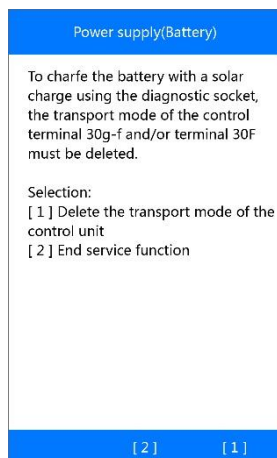 Power supply(Battery)
To charfe the battery with a solar
charge using the diagnostic socket,
the transport mode of the control
terminal 30g-f and/or terminal 30F
must be deleted.
Selection:
[ 1 ] Delete the transport mode of the
control unit
[ 2 ] End service function
[ 2 ] [ 1 ]